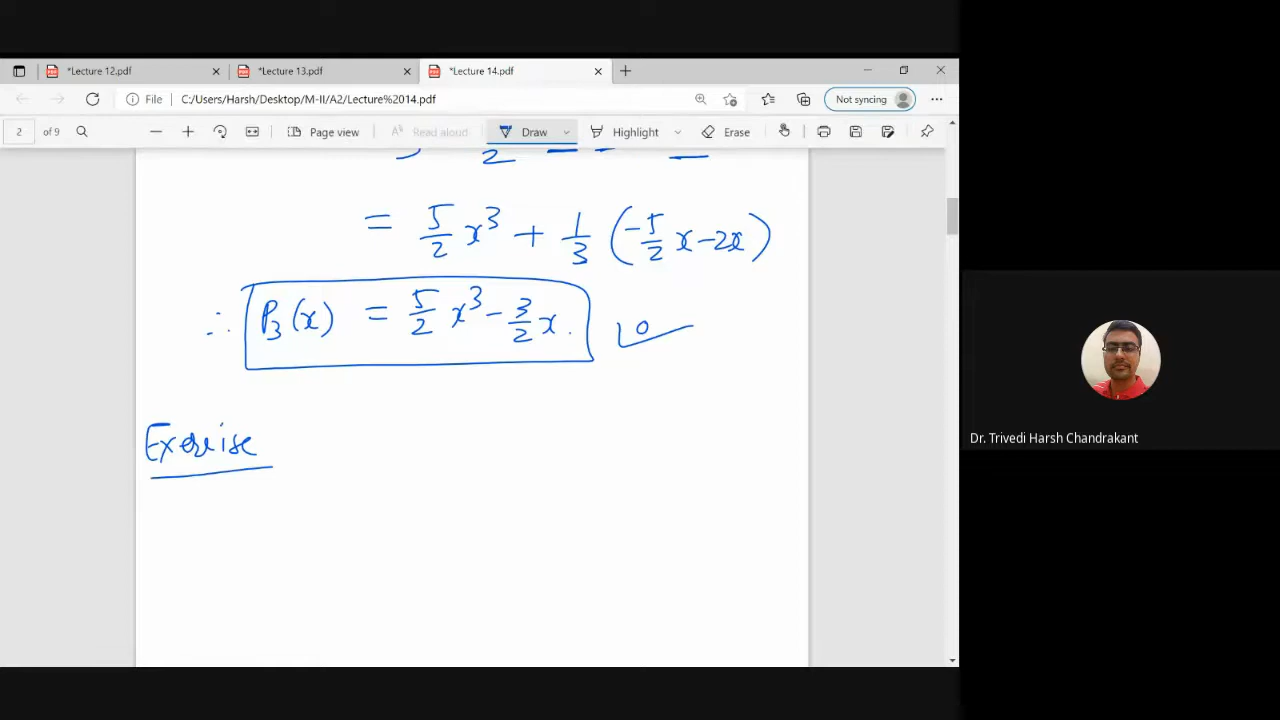 *Lecture 12.pdf *Lecture 13.pdf *Lecture 14.pdf
File C:/Users/Harsh/Desktop/M-II/A2/Lecture%2014.pdf Not syncing
2 of 9 Page view Read aloud Draw Highlight Erase
= 5/2 x³ + 1/3 (-5/2 x - 2x)
∴ P₃(x) = 5/2 x³ - 3/2 x.
Exercise
Dr. Trivedi Harsh Chandrakant